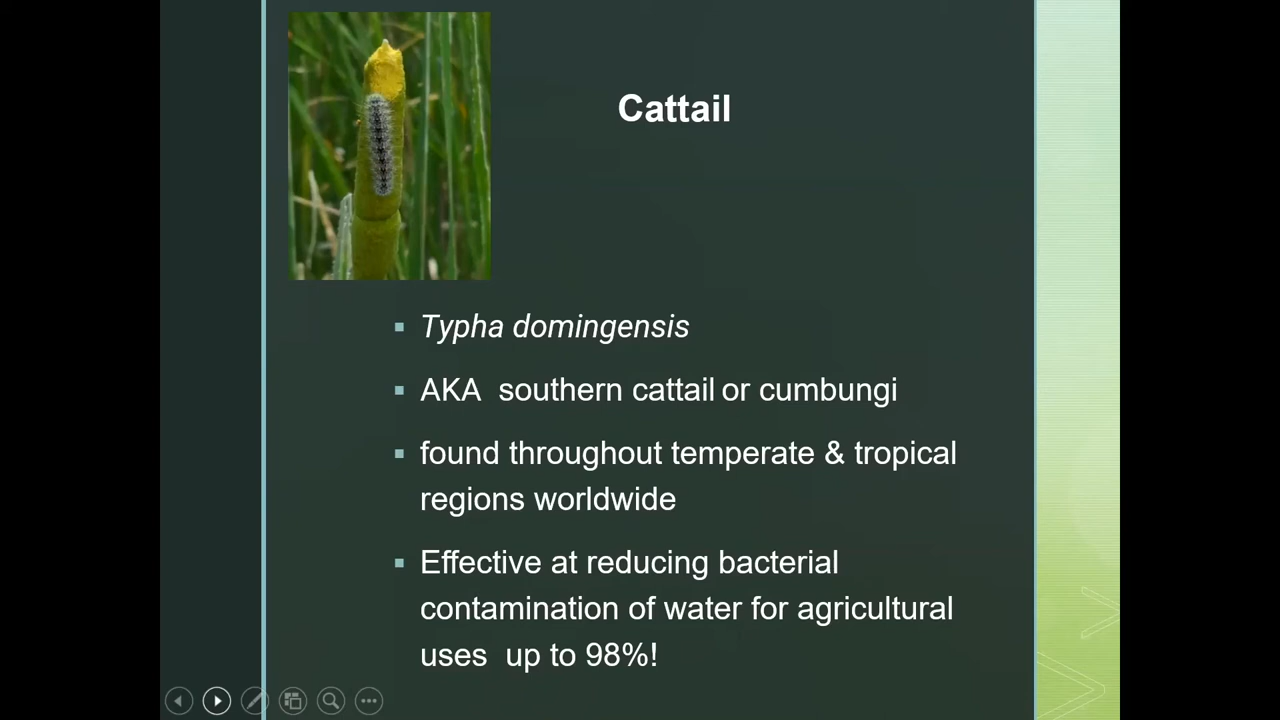 Cattail
Typha domingensis
AKA southern cattail or cumbungi
found throughout temperate & tropical
regions worldwide
Effective at reducing bacterial
contamination of water for agricultural
uses up to 98%!